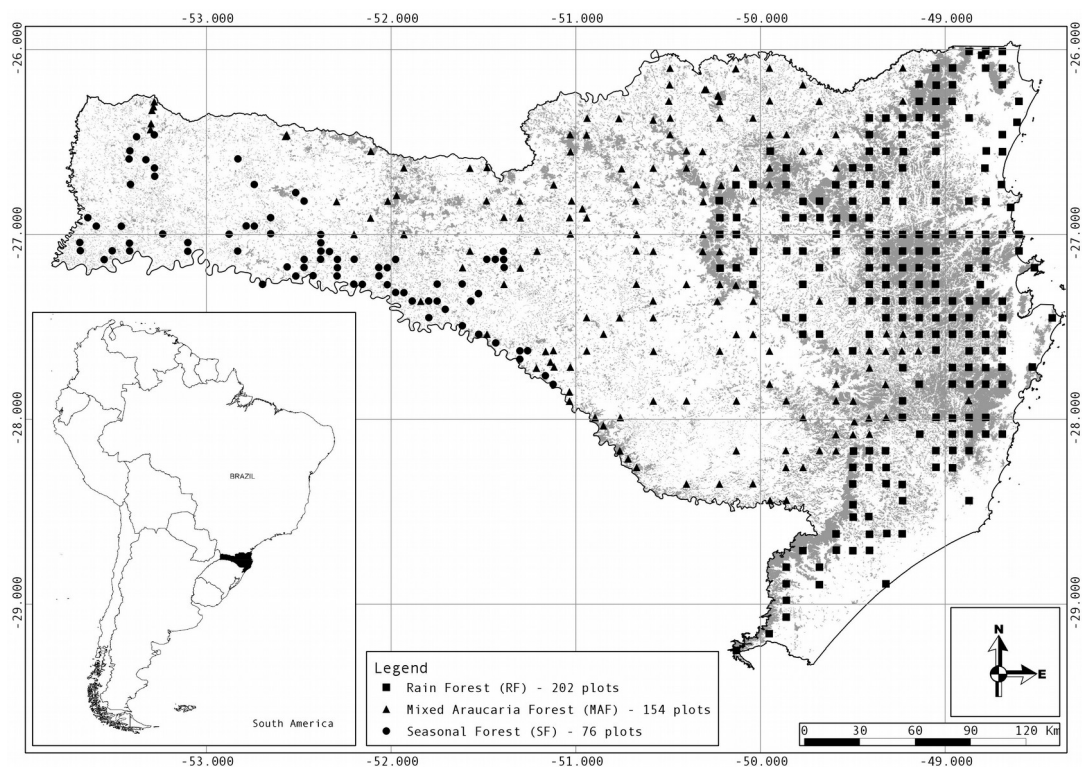 -53.000 -52.000 -51.000 -50.000 -49.000
-26.000 -26.000
-27.000 -27.000
-28.000 -28.000
-29.000 -29.000
BRAZIL
South America
Legend
Rain Forest (RF) - 202 plots
Mixed Araucaria Forest (MAF) - 154 plots
Seasonal Forest (SF) - 76 plots
N
E
0 30 60 90 120 Km
-53.000 -52.000 -51.000 -50.000 -49.000